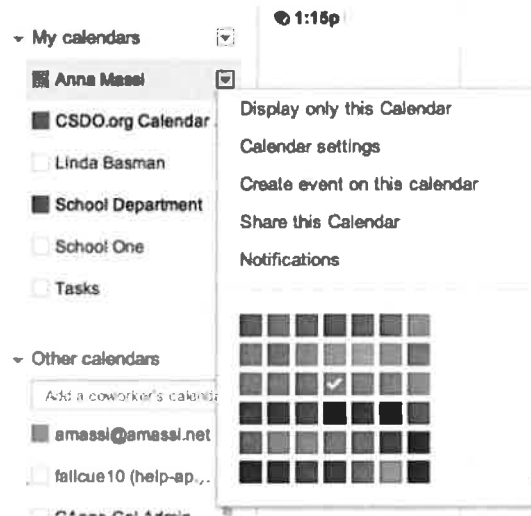 1:15p
My calendars
Anna Massi
CSDO.org Calendar
Linda Basman
School Department
School One
Tasks
Display only this Calendar
Calendar settings
Create event on this calendar
Share this Calendar
Notifications
Other calendars
Add a coworker's calenda
amassi@amassi.net
fallcue10 (help-ap...